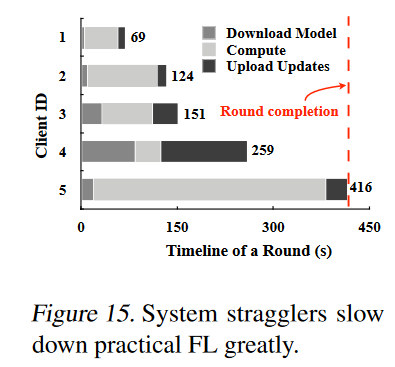 Download Model
Compute
Upload Updates
Round completion
Client ID
1
69
2
124
3
151
4
259
5
416
0
150
300
450
Timeline of a Round (s)
Figure 15. System stragglers slow
down practical FL greatly.